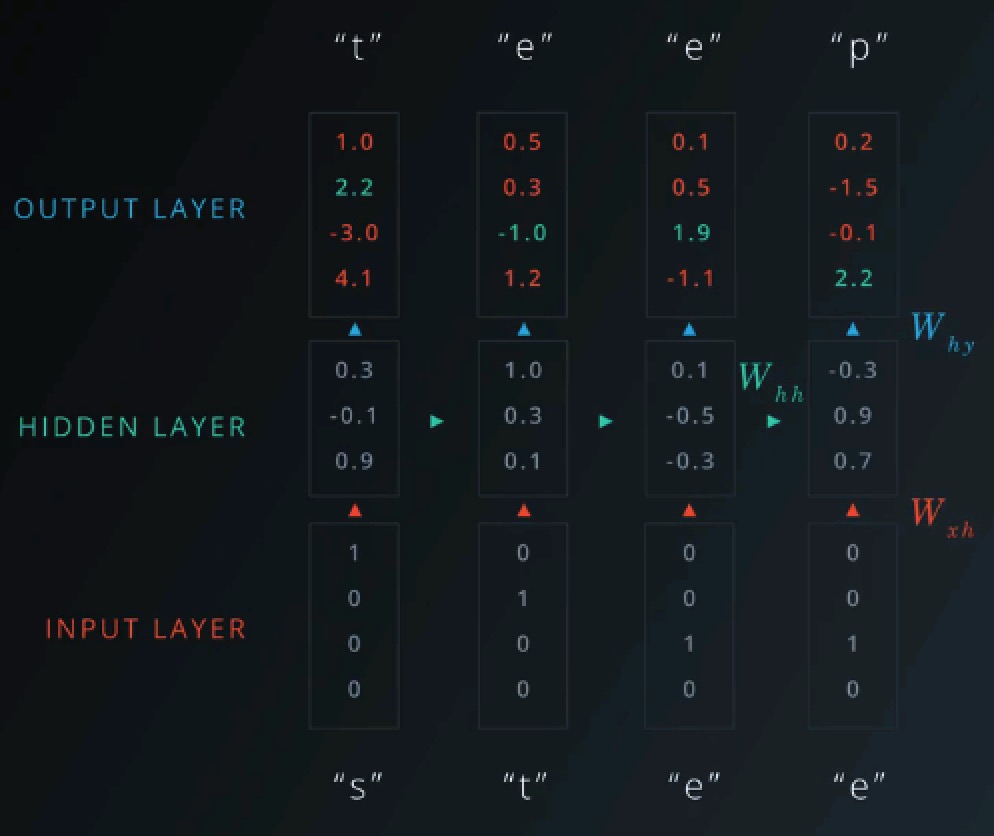 “t” “e” “e” “p”
1.0 0.5 0.1 0.2
2.2 0.3 0.5 -1.5
OUTPUT LAYER
-3.0 -1.0 1.9 -0.1
4.1 1.2 -1.1 2.2
W hy
0.3 1.0 0.1 -0.3
W hh
-0.1 0.3 -0.5 0.9
HIDDEN LAYER
0.9 0.1 -0.3 0.7
W xh
1 0 0 0
0 1 0 0
INPUT LAYER
0 0 1 1
0 0 0 0
“s” “t” “e” “e”